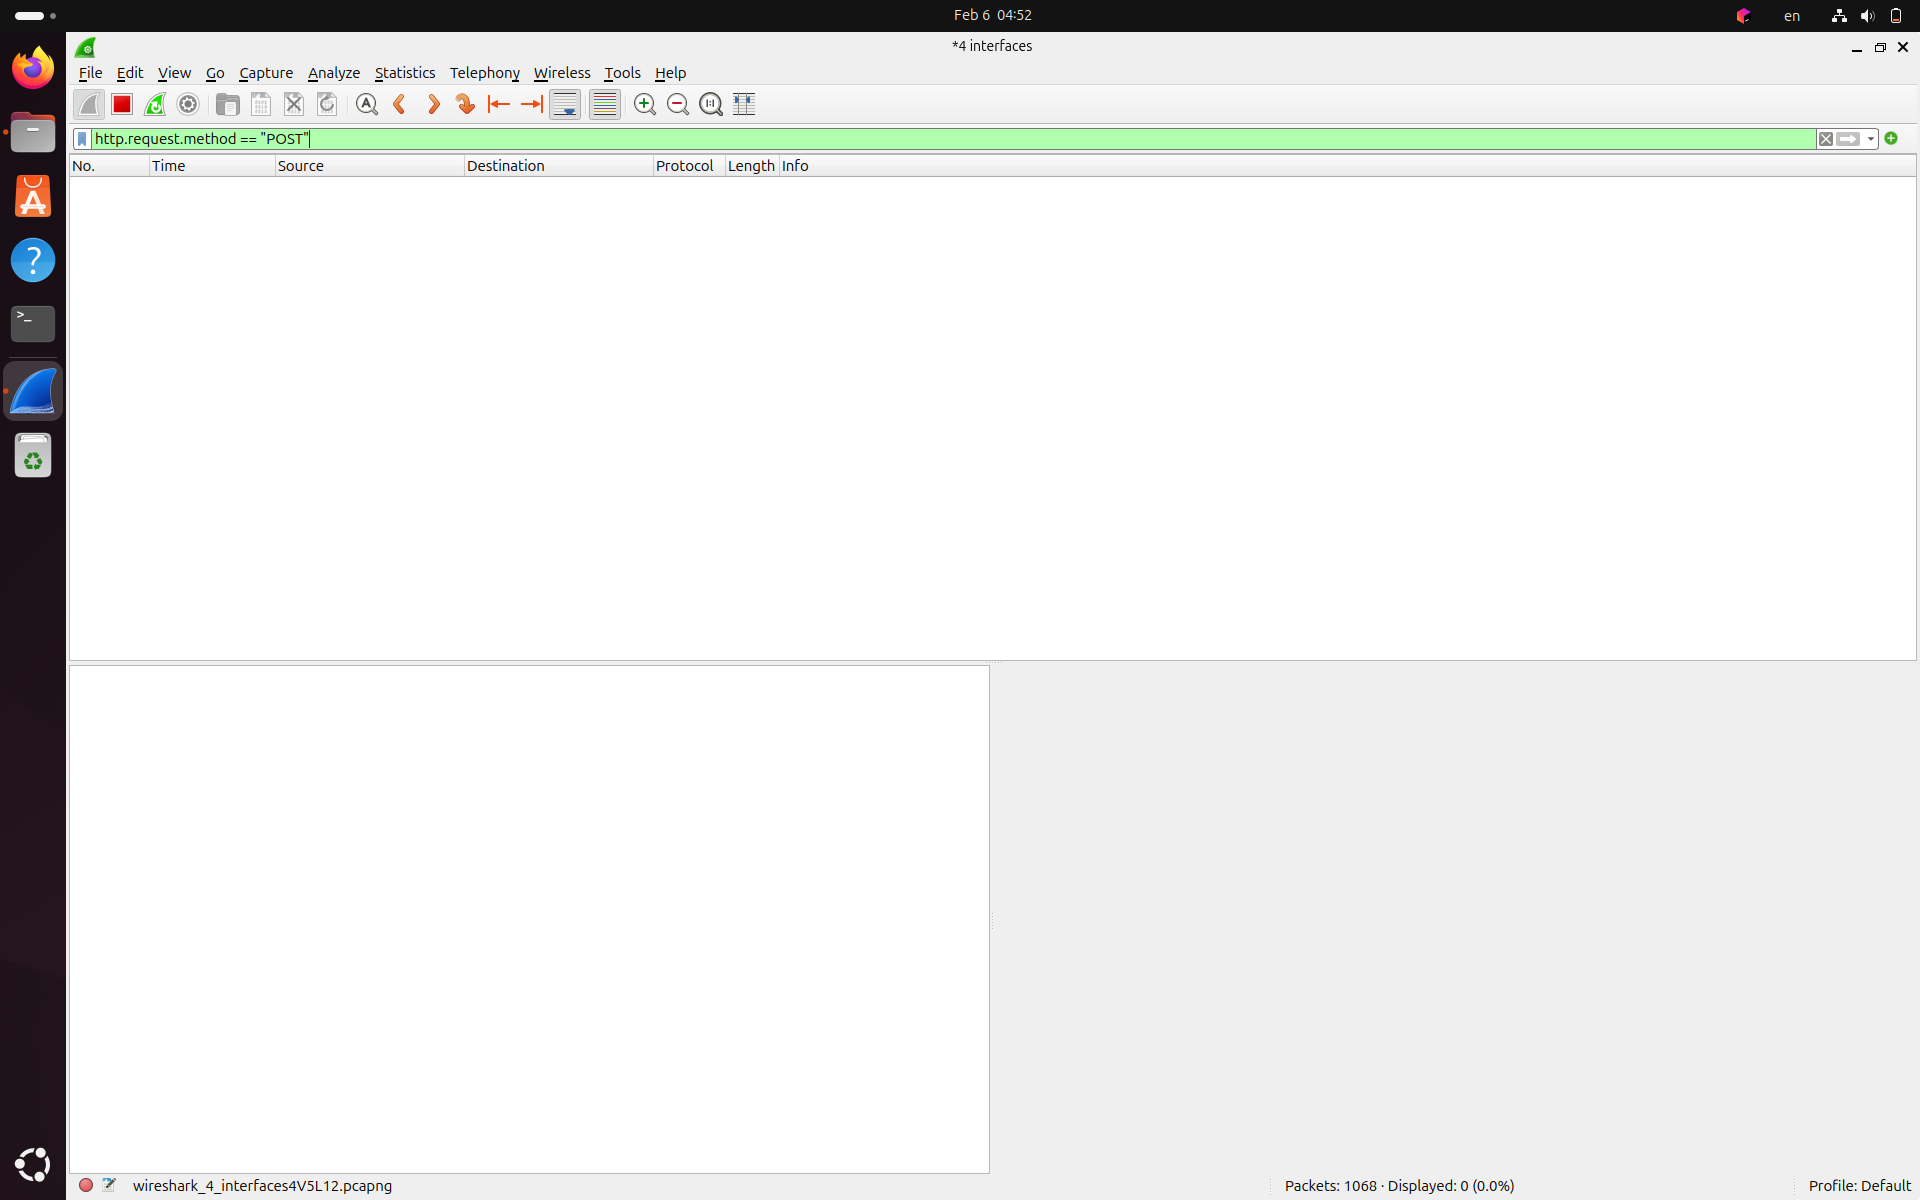 Feb 6 04:52
en
*4 interfaces
File Edit View Go Capture Analyze Statistics Telephony Wireless Tools Help
http.request.method == "POST"
No. Time Source Destination Protocol Length Info
wireshark_4_interfaces4V5L12.pcapng
Packets: 1068 · Displayed: 0 (0.0%)
Profile: Default